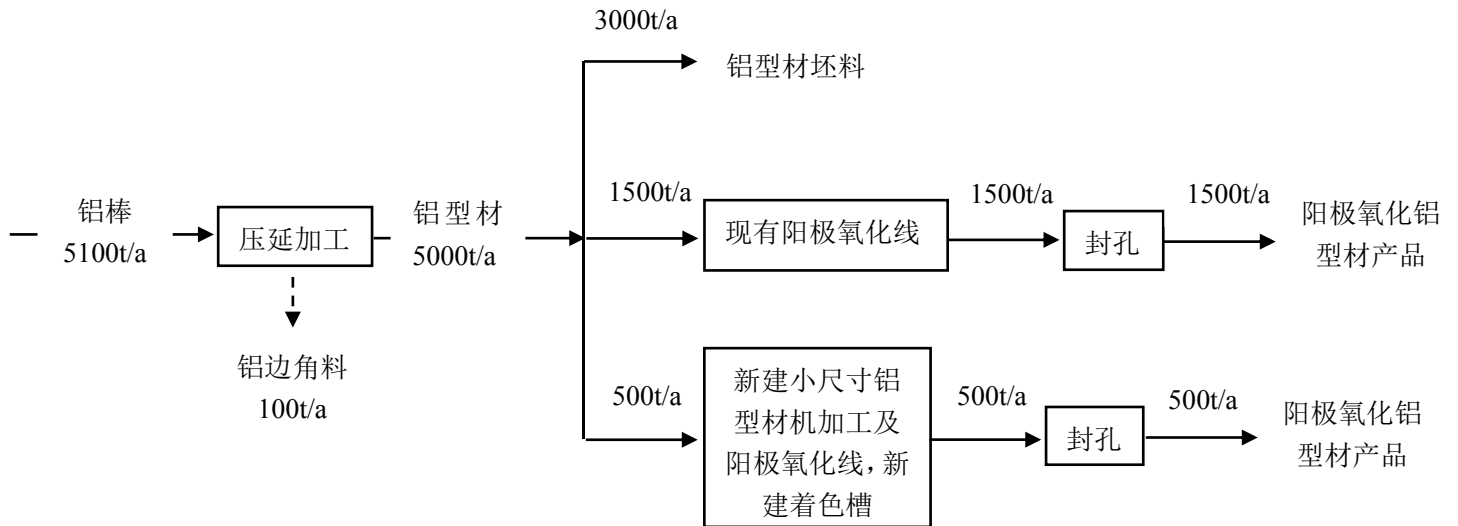 3000t/a
铝型材坯料
铝棒
5100t/a
压延加工
铝型材
5000t/a
1500t/a
现有阳极氧化线
1500t/a
封孔
1500t/a
阳极氧化铝
型材产品
铝边角料
100t/a
500t/a
新建小尺寸铝
型材机加工及
阳极氧化线，新
建着色槽
500t/a
封孔
500t/a
阳极氧化铝
型材产品